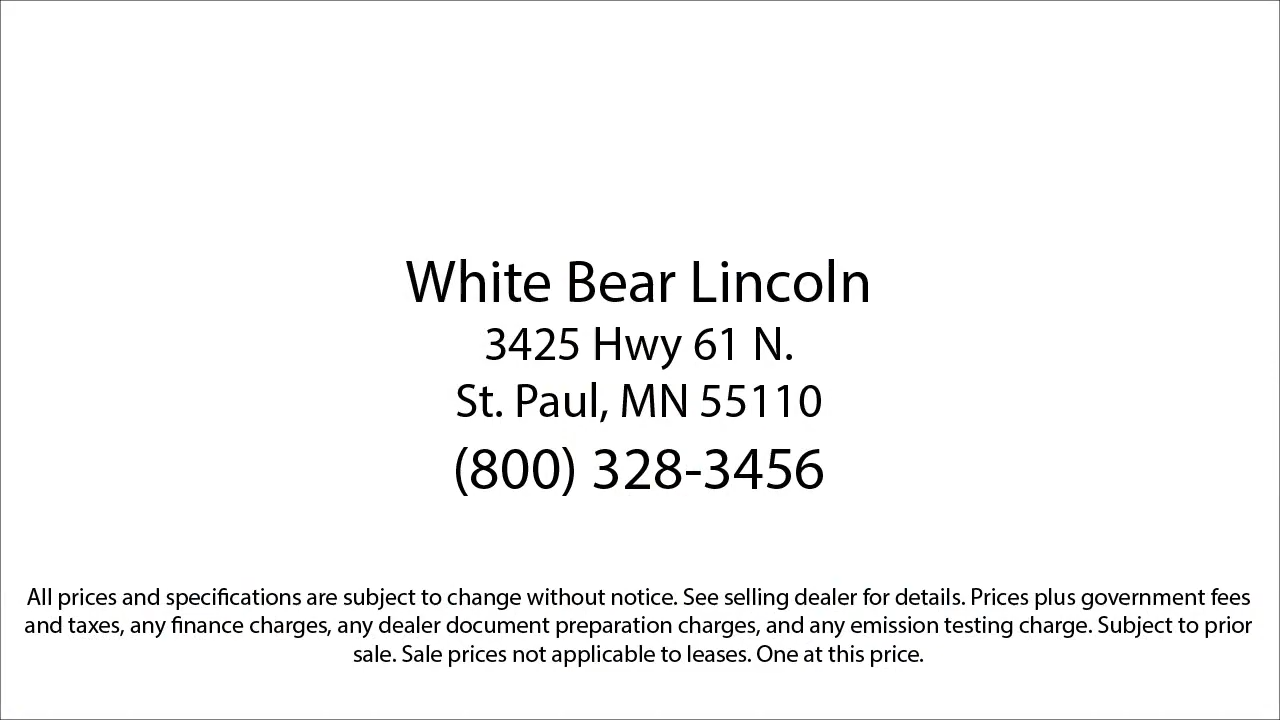 White Bear Lincoln
3425 Hwy 61 N.
St. Paul, MN 55110
(800) 328-3456
All prices and specifications are subject to change without notice. See selling dealer for details. Prices plus government fees
and taxes, any finance charges, any dealer document preparation charges, and any emission testing charge. Subject to prior
sale. Sale prices not applicable to leases. One at this price.